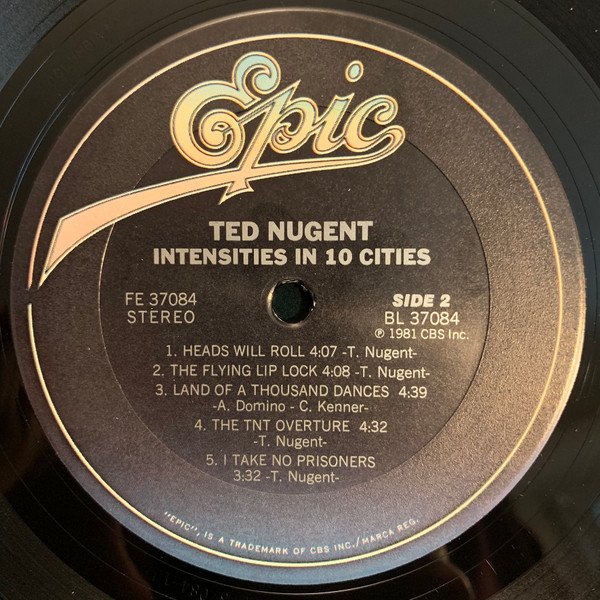 Epic
TED NUGENT
INTENSITIES IN 10 CITIES
FE 37084
STEREO
SIDE 2
BL 37084
℗ 1981 CBS Inc.
1. HEADS WILL ROLL 4:07 -T. Nugent-
2. THE FLYING LIP LOCK 4:08 -T. Nugent-
3. LAND OF A THOUSAND DANCES 4:39
-A. Domino - C. Kenner-
4. THE TNT OVERTURE 4:32
-T. Nugent-
5. I TAKE NO PRISONERS
3:32 -T. Nugent-
"EPIC", IS A TRADEMARK OF CBS INC./MARCA REG.